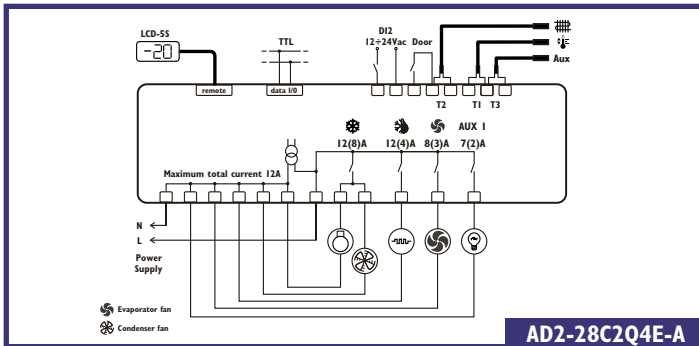 LCD-5S
-20
TTL
DI2
12÷24Vac Door
Aux
remote
data I/0
T2 T1 T3
AUX 1
12(8)A 12(4)A 8(3)A 7(2)A
Maximum total current 12A
N
L
Power
Supply
Evaporator fan
Condenser fan
AD2-28C2Q4E-A